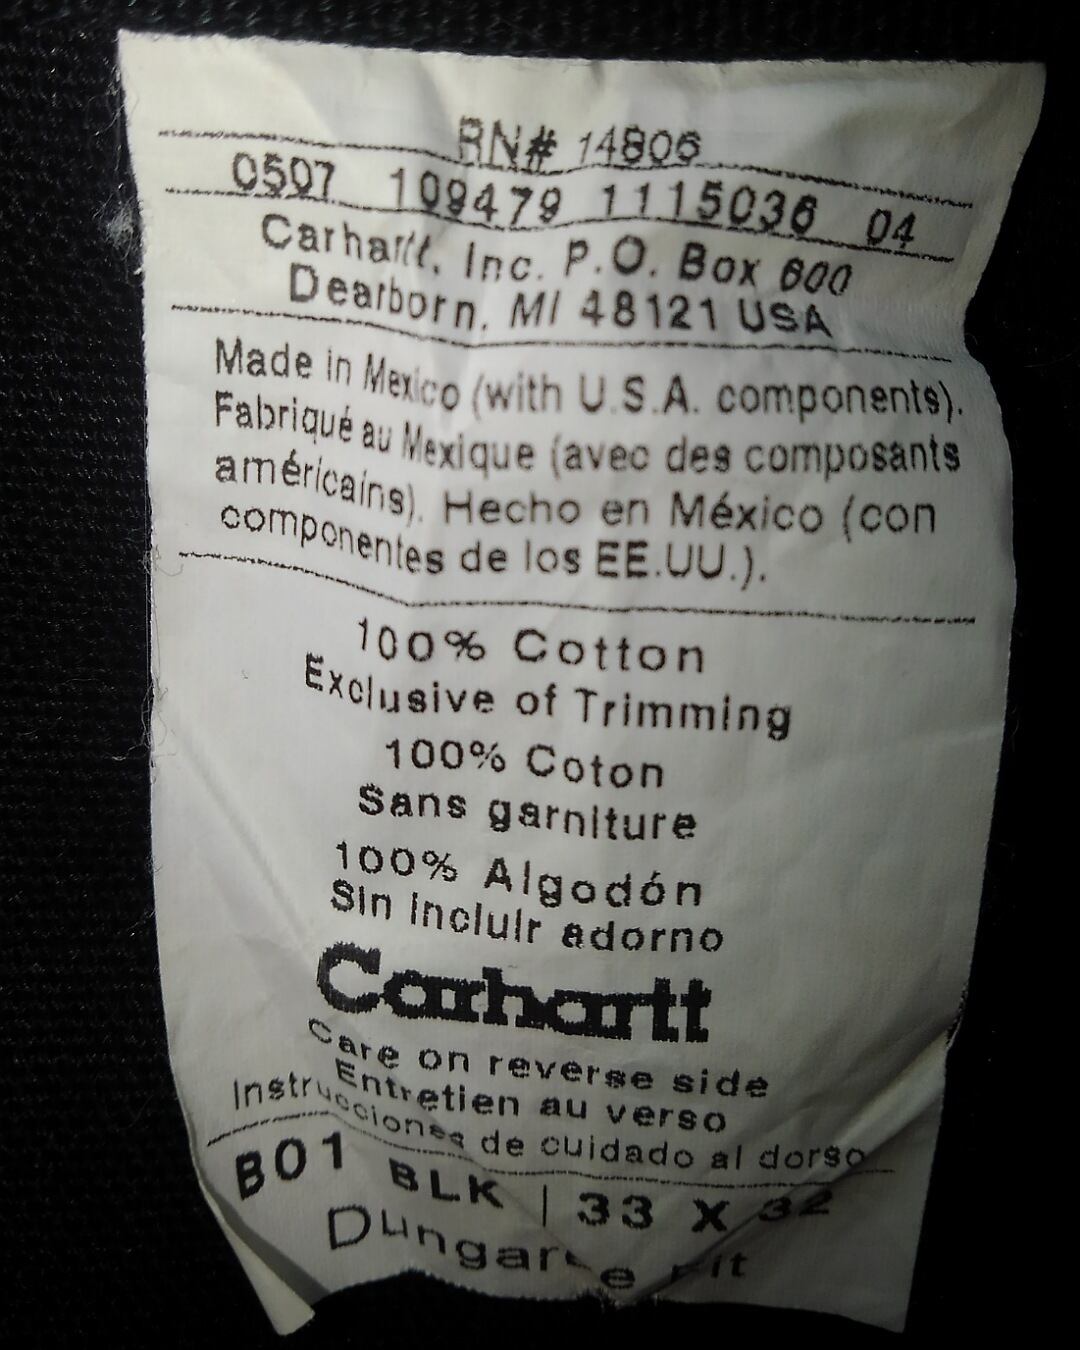 RN# 14806
0507 109479 1115036 04
Carhartt, Inc. P.O. Box 600
Dearborn, MI 48121 USA
Made in Mexico (with U.S.A. components).
Fabriqué au Mexique (avec des composants
américains). Hecho en México (con
componentes de los EE.UU.).
100% Cotton
Exclusive of Trimming
100% Coton
Sans garniture
100% Algodón
Sin incluir adorno
Carhartt
Care on reverse side
Entretien au verso
Instrucciones de cuidado al dorso
B01 BLK | 33 X 32
Dungaree Fit